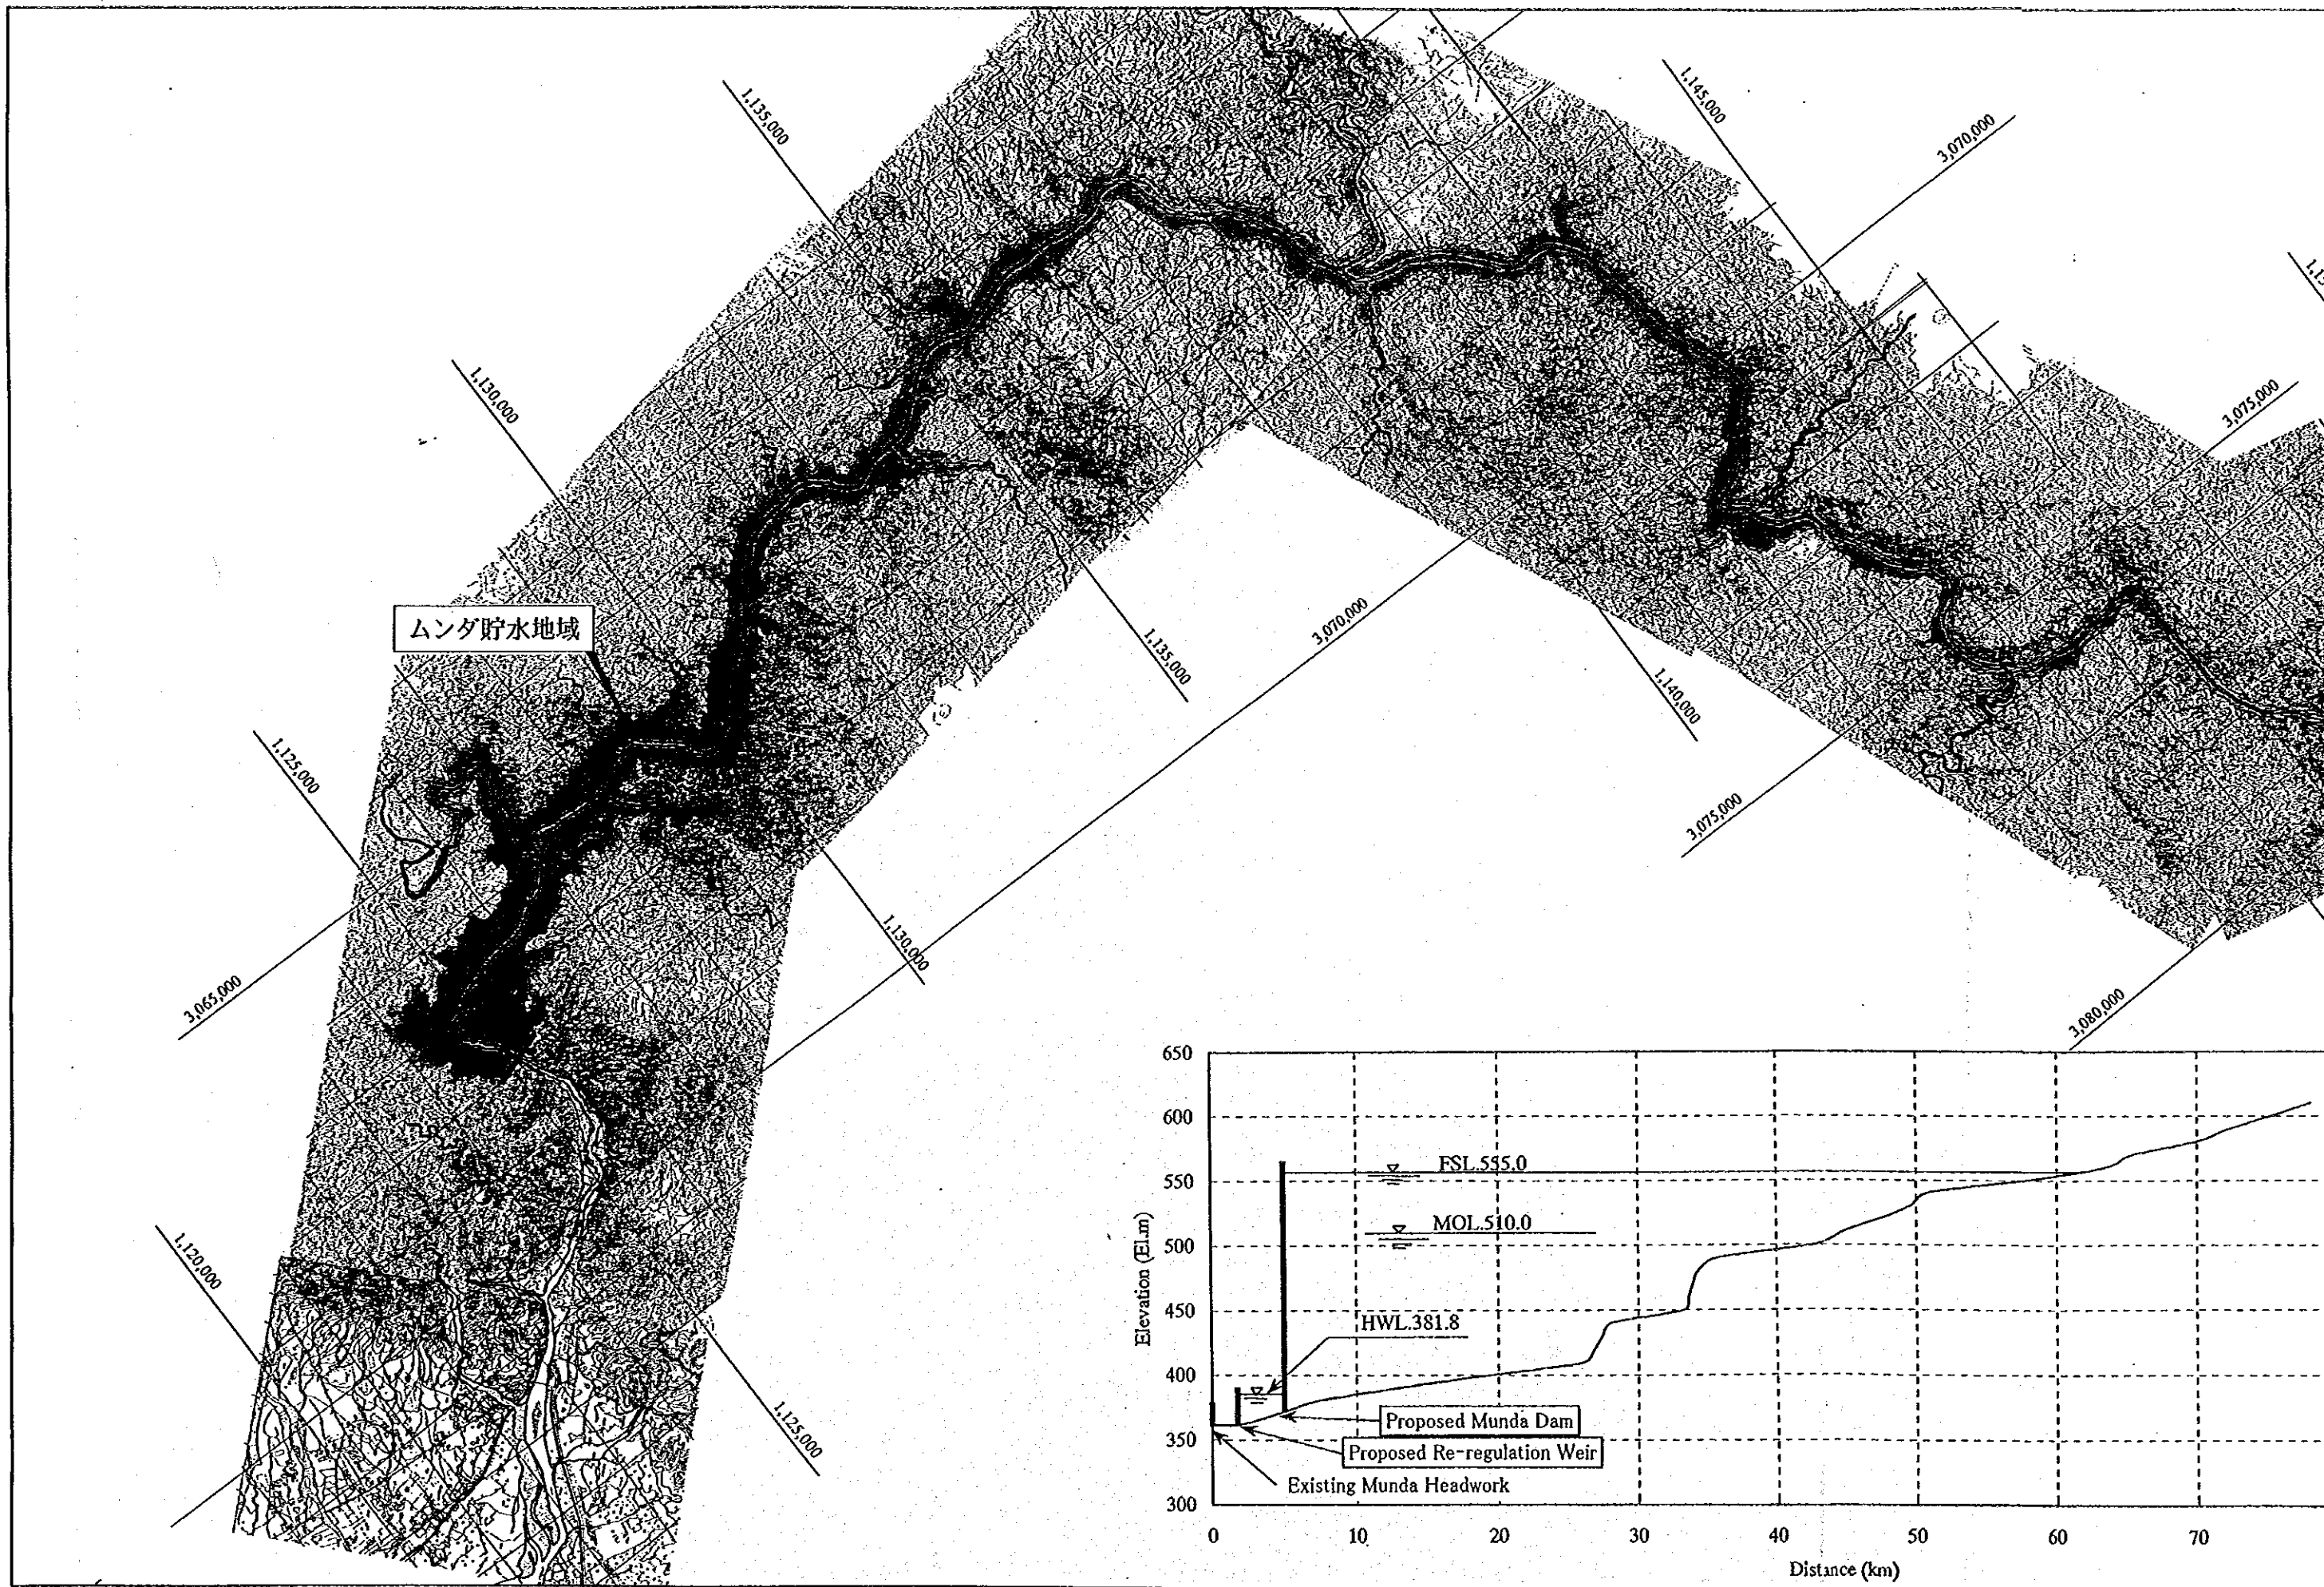 1,135,000
1,145,000
3,070,000
1,130,000
3,075,000
ムンダ貯水地域
3,070,000
1,135,000
1,140,000
1,125,000
3,075,000
1,130,000
3,065,000
3,080,000
1,120,000
1,125,000
650
600
550
500
450
400
350
300
Elevation (El.m)
FSL.555.0
MOL.510.0
HWL.381.8
Proposed Munda Dam
Proposed Re-regulation Weir
Existing Munda Headwork
0 10 20 30 40 50 60 70
Distance (km)